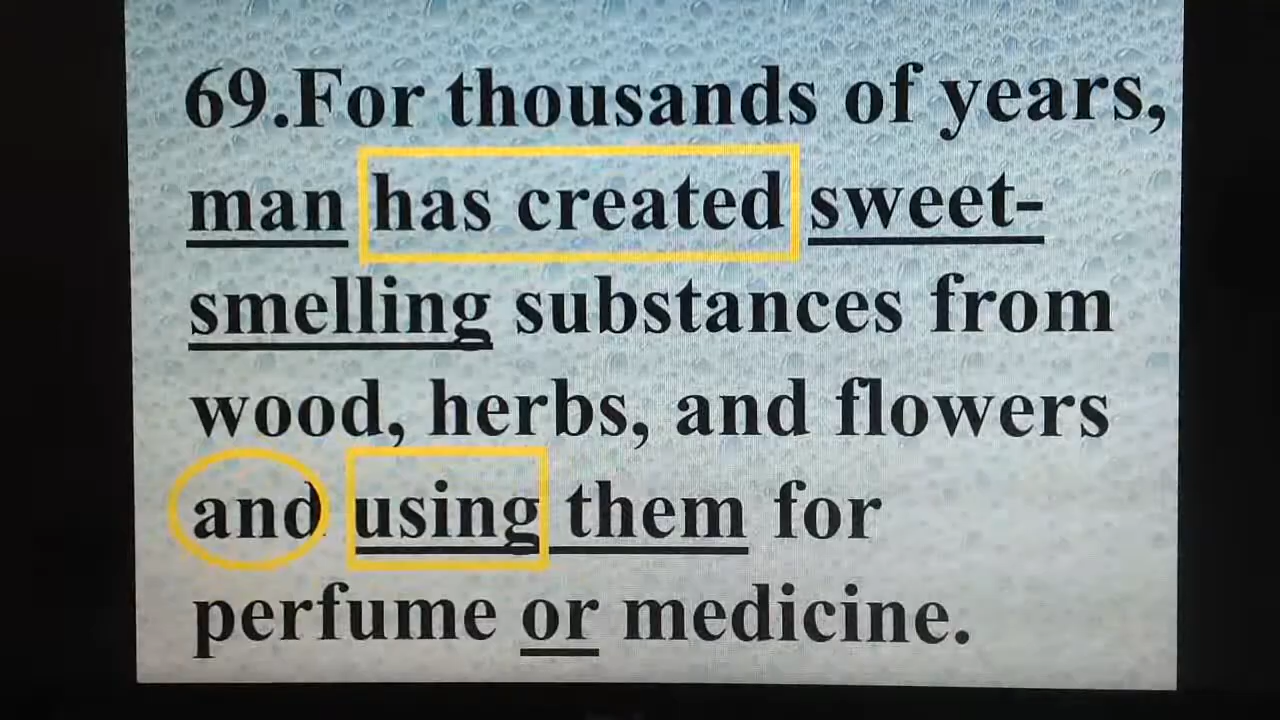 69.For thousands of years,
man has created sweet-
smelling substances from
wood, herbs, and flowers
and using them for
perfume or medicine.